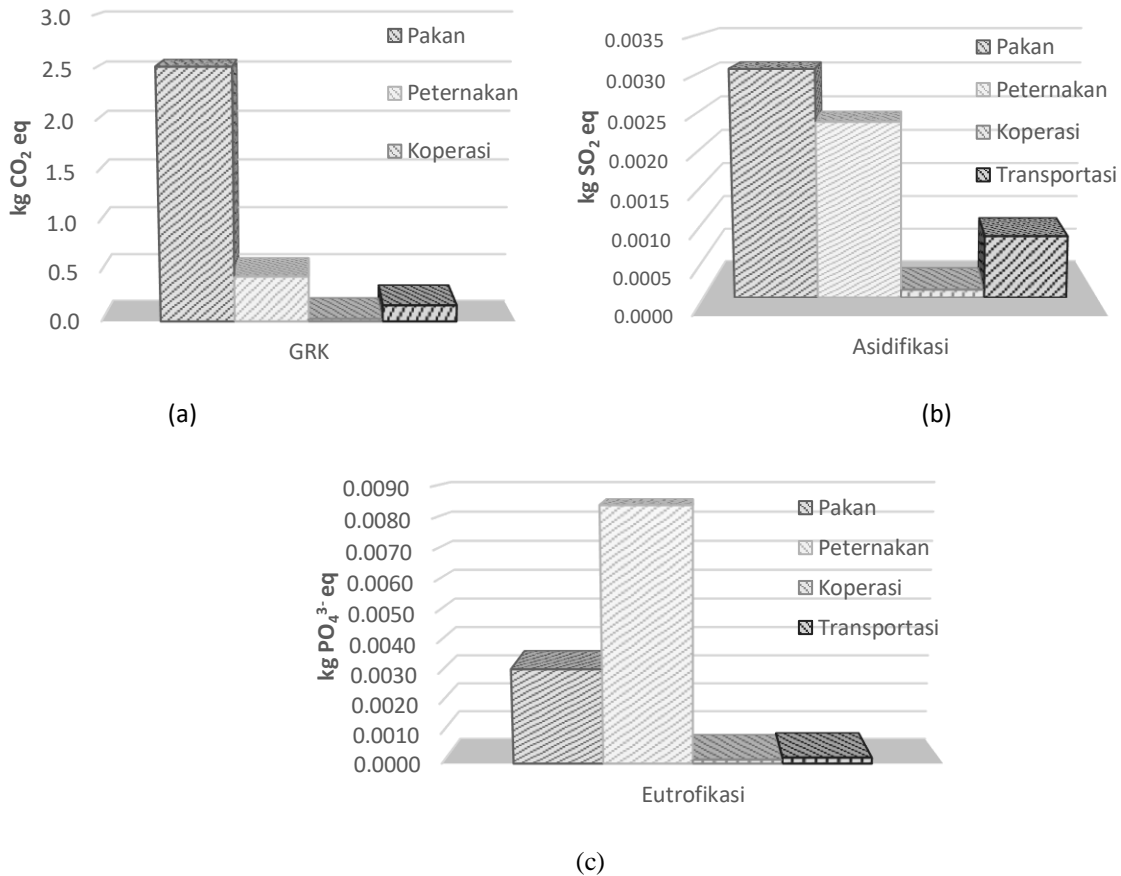 3.0
2.5
2.0
1.5
1.0
0.5
0.0
kg CO₂ eq
Pakan
Peternakan
Koperasi
GRK
(a)
0.0035
0.0030
0.0025
0.0020
0.0015
0.0010
0.0005
0.0000
kg SO₂ eq
Pakan
Peternakan
Koperasi
Transportasi
Asidifikasi
(b)
0.0090
0.0080
0.0070
0.0060
0.0050
0.0040
0.0030
0.0020
0.0010
0.0000
kg PO₄³⁻ eq
Pakan
Peternakan
Koperasi
Transportasi
Eutrofikasi
(c)